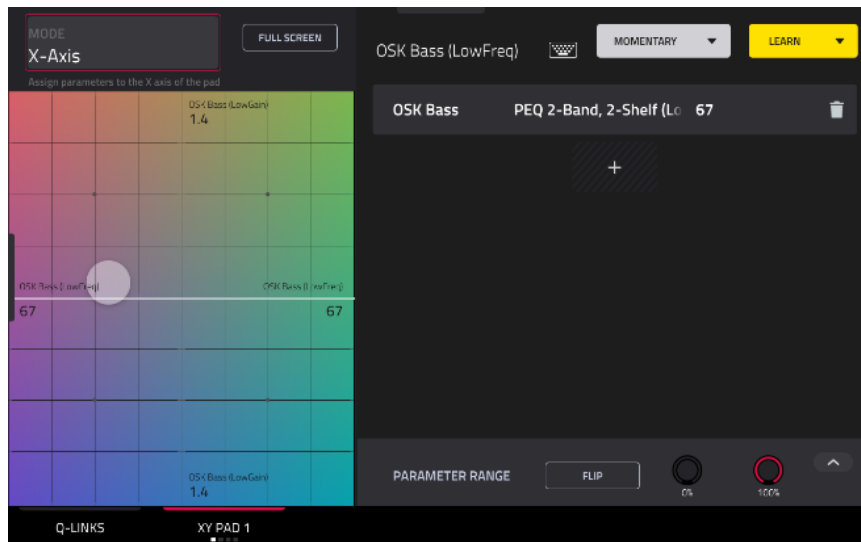 MODE
X-Axis
FULL SCREEN
Assign parameters to the X axis of the pad
OSK Bass (LowFreq)
MOMENTARY
LEARN
OSK Bass (LowGain)
1.4
OSK Bass PEQ 2-Band, 2-Shelf (Lo 67
+
OSK Bass (LowFreq)
67
OSK Bass (LowFreq)
67
OSK Bass (LowGain)
1.4
PARAMETER RANGE
FLIP
0%
100%
Q-LINKS
XY PAD 1